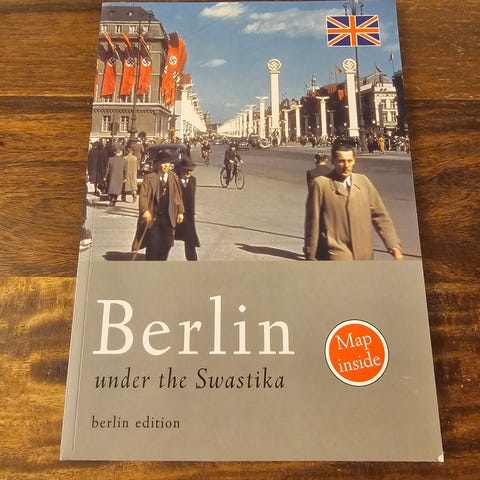 Berlin
under the Swastika
Map
inside
berlin edition